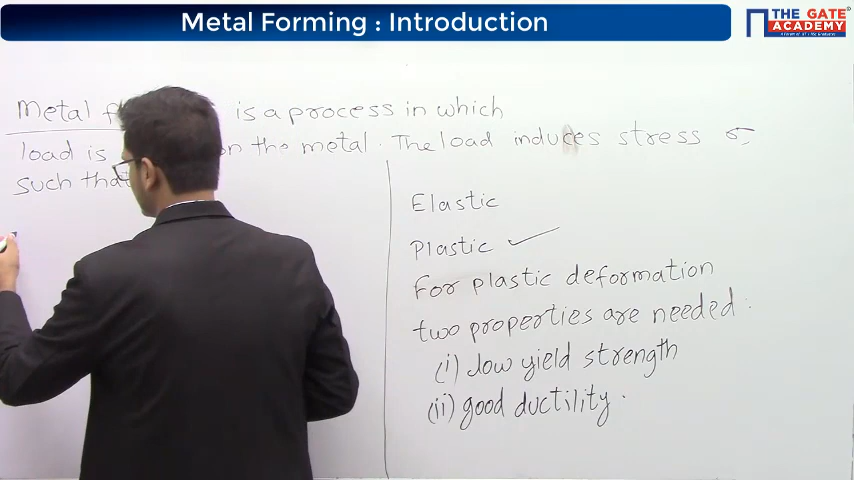 Metal Forming : Introduction
THE GATE
ACADEMY
Metal is a process in which
load is on the metal. The load induces stress σ,
such that
Elastic
Plastic ✓
For plastic deformation
two properties are needed:
(i) low yield strength
(ii) good ductility.